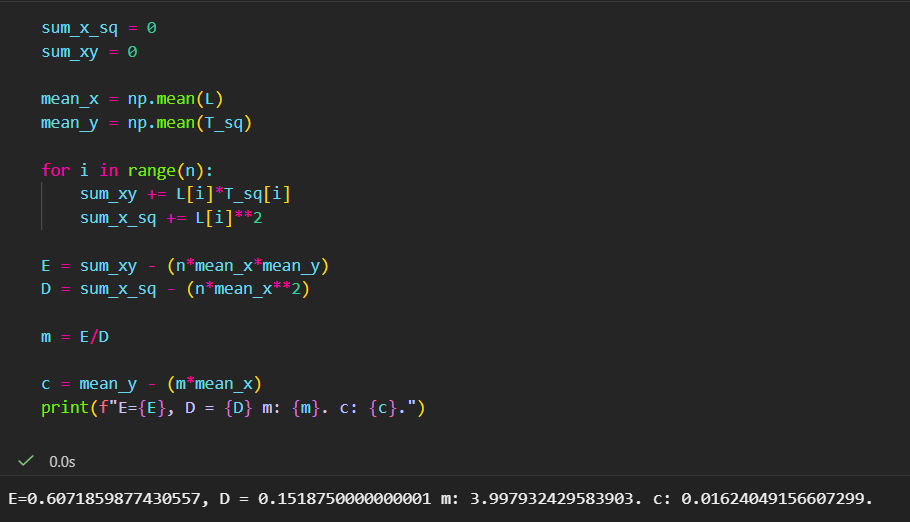 sum_x_sq = 0
sum_xy = 0
mean_x = np.mean(L)
mean_y = np.mean(T_sq)
for i in range(n):
    sum_xy += L[i]*T_sq[i]
    sum_x_sq += L[i]**2
E = sum_xy - (n*mean_x*mean_y)
D = sum_x_sq - (n*mean_x**2)
m = E/D
c = mean_y - (m*mean_x)
print(f"E={E}, D = {D} m: {m}. c: {c}.")
0.0s
E=0.6071859877430557, D = 0.1518750000000001 m: 3.997932429583903. c: 0.01624049156607299.